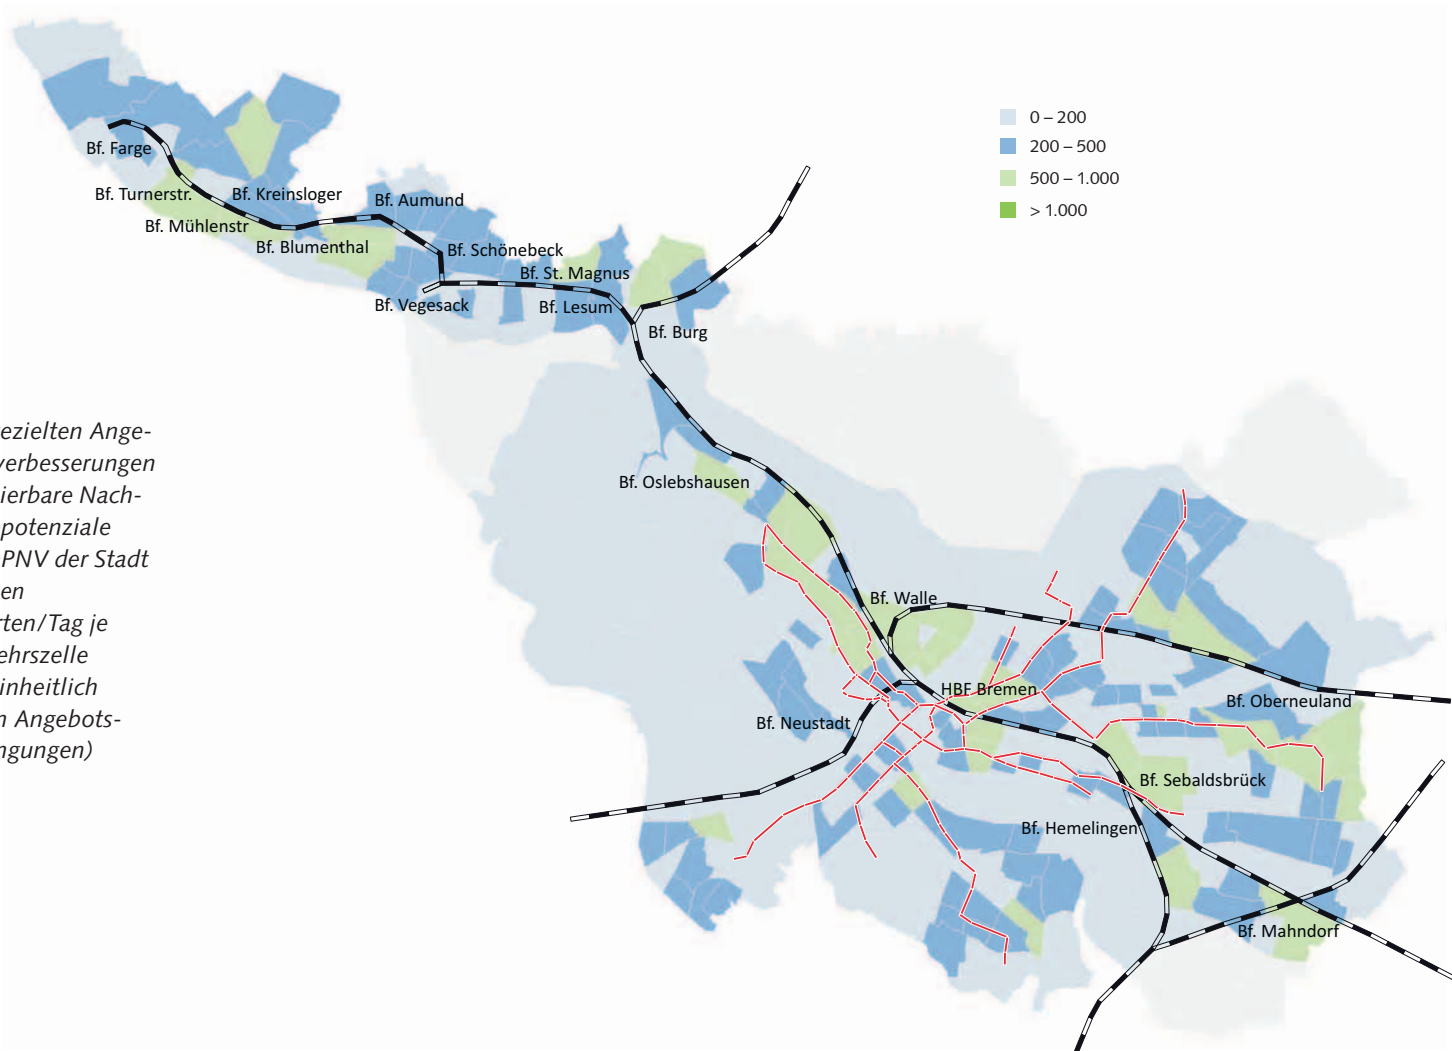 0 – 200
200 – 500
500 – 1.000
> 1.000
Bf. Farge
Bf. Turnerstr.
Bf. Kreinsloger
Bf. Aumund
Bf. Mühlenstr
Bf. Blumenthal
Bf. Schönebeck
Bf. St. Magnus
Bf. Vegesack
Bf. Lesum
Bf. Burg
ezielten Ange-
verbesserungen
ierbare Nach-
potenziale
PNV der Stadt
en
rten/Tag je
ehrszelle
inheitlich
n Angebots-
ngungen)
Bf. Oslebshausen
Bf. Walle
HBF Bremen
Bf. Neustadt
Bf. Oberneuland
Bf. Sebaldsbrück
Bf. Hemelingen
Bf. Mahndorf